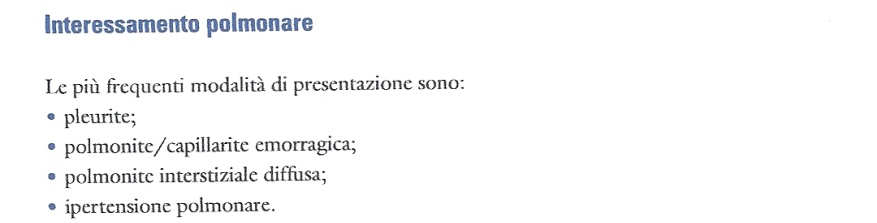 Interessamento polmonare
Le più frequenti modalità di presentazione sono:
• pleurite;
• polmonite/capillarite emorragica;
• polmonite interstiziale diffusa;
• ipertensione polmonare.